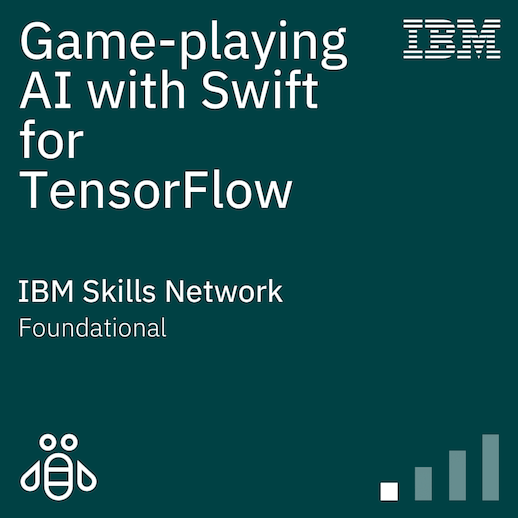 Game-playing
AI with Swift
for
TensorFlow
IBM
IBM Skills Network
Foundational